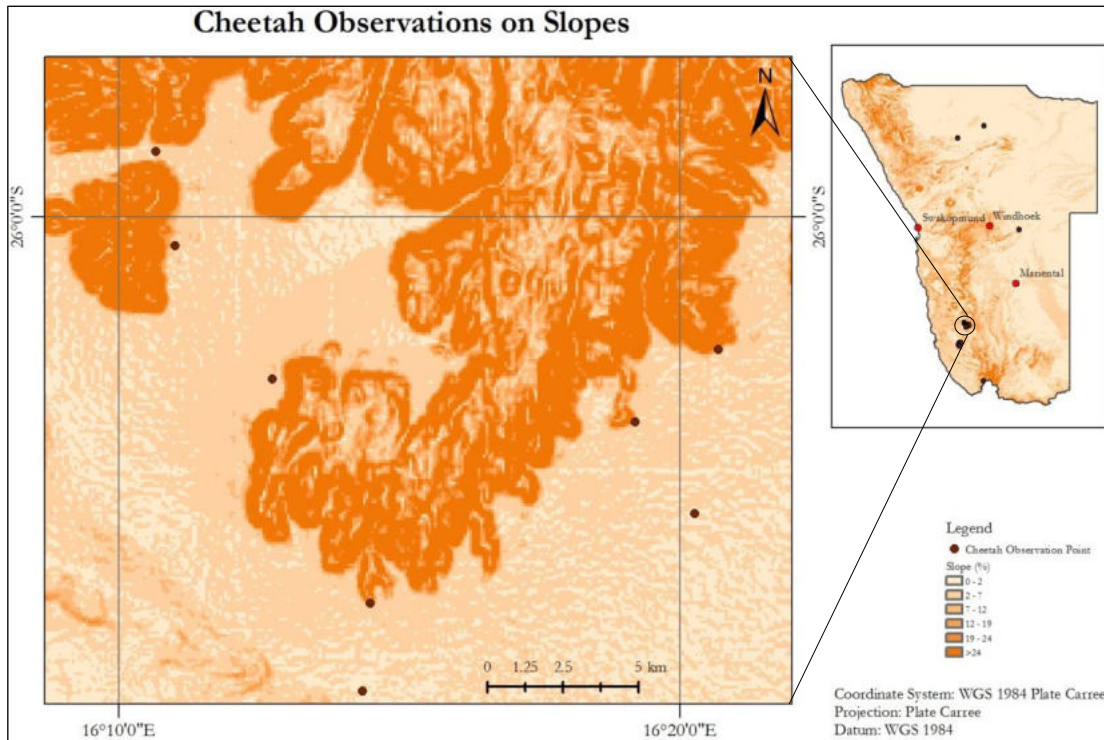 Cheetah Observations on Slopes
N
26°0'0"S
26°0'0"S
Swakopmund
Windhoek
Mariental
0 1.25 2.5 5 km
16°10'0"E
16°20'0"E
Legend
Cheetah Observation Point
Slope (%)
0 - 2
2 - 7
7 - 12
12 - 19
19 - 24
>24
Coordinate System: WGS 1984 Plate Carree
Projection: Plate Carree
Datum: WGS 1984